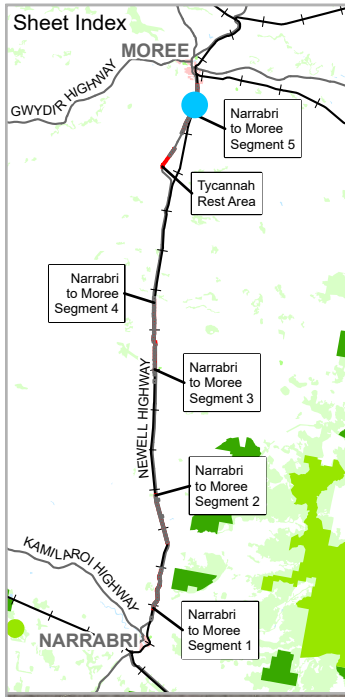 Sheet Index
MOREE
GWYDIR HIGHWAY
Narrabri
to Moree
Segment 5
Tycannah
Rest Area
Narrabri
to Moree
Segment 4
Narrabri
to Moree
Segment 3
NEWELL HIGHWAY
Narrabri
to Moree
Segment 2
KAMILAROI HIGHWAY
Narrabri
to Moree
Segment 1
NARRABRI